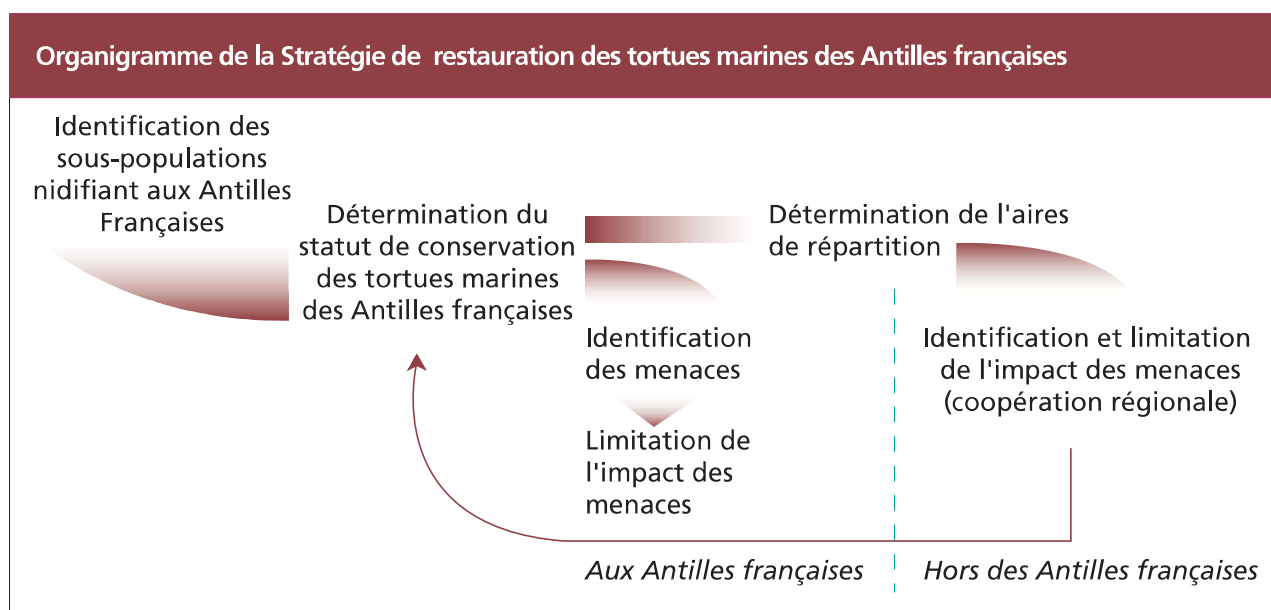 Organigramme de la Stratégie de restauration des tortues marines des Antilles françaises
Identification des
sous-populations
nidifiant aux Antilles
Françaises
Détermination du
statut de conservation
des tortues marines
des Antilles françaises
Détermination de l'aires
de répartition
Identification
des menaces
Limitation de
l'impact des
menaces
Identification et limitation
de l'impact des menaces
(coopération régionale)
Aux Antilles françaises
Hors des Antilles françaises